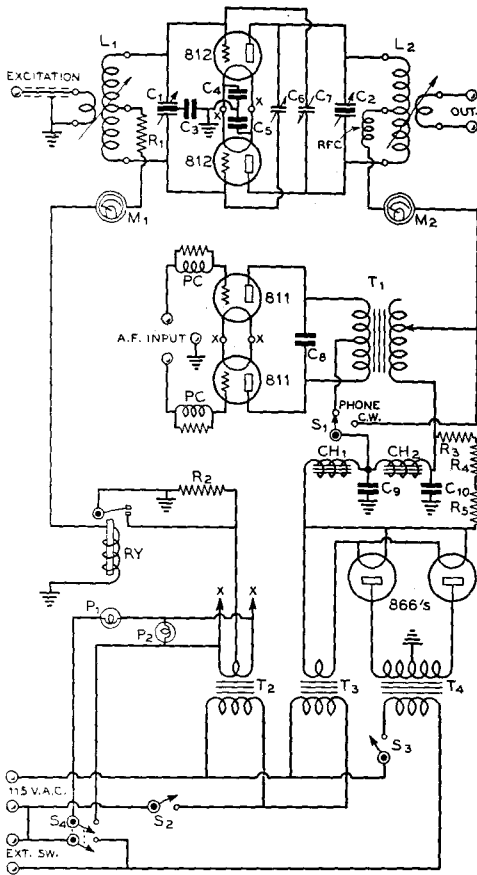 L1
812
L2
EXCITATION
C1
C4
X
C6
C7
C2
OUT.
C3
X
C5
R1
RFC
812
M1
M2
PC
811
T1
A.F. INPUT
X
X
C8
811
PC
PHONE
C.W.
S1
CH1
CH2
R3
R4
R2
C9
C10
R5
RY
X
X
866's
P1
P2
T2
T3
T4
S3
115 V.A.C.
S2
S4
EXT. SW.